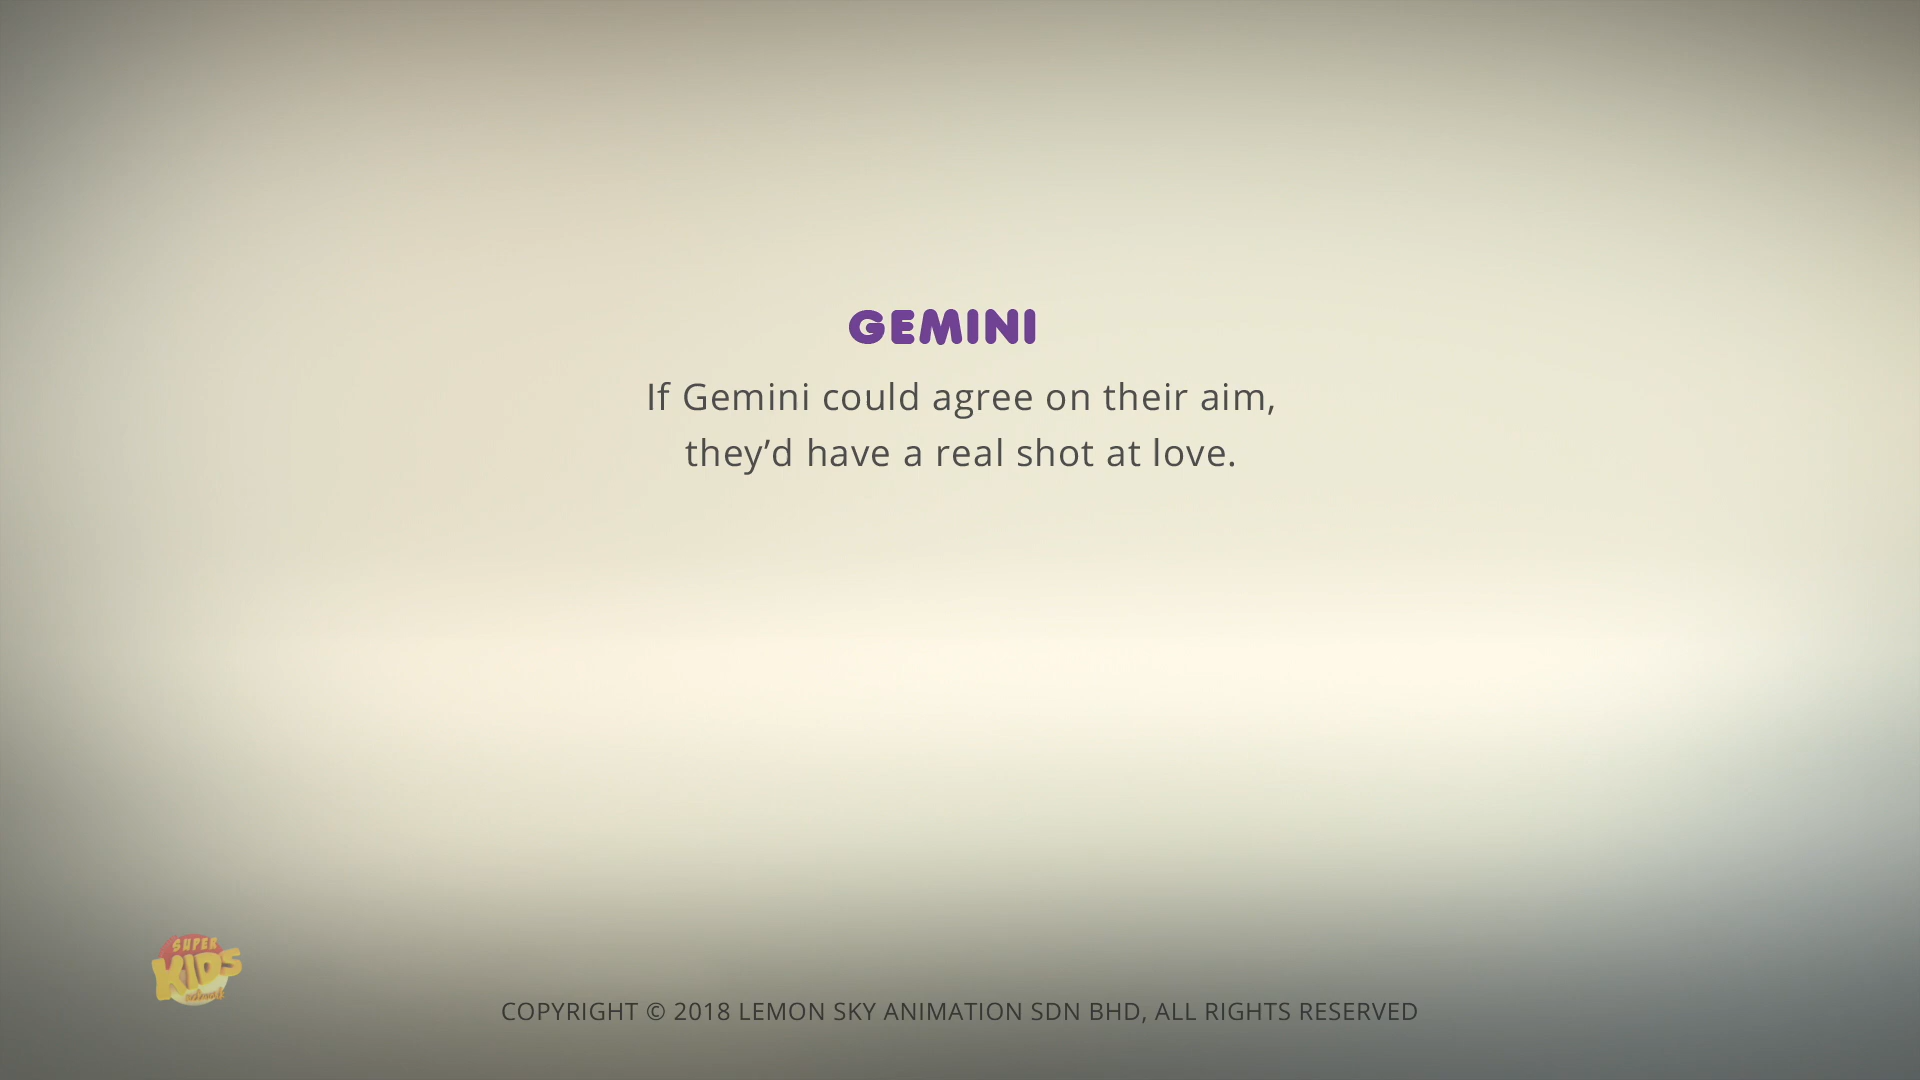 GEMINI
If Gemini could agree on their aim,
they’d have a real shot at love.
SUPER
KIDS
network
COPYRIGHT © 2018 LEMON SKY ANIMATION SDN BHD, ALL RIGHTS RESERVED